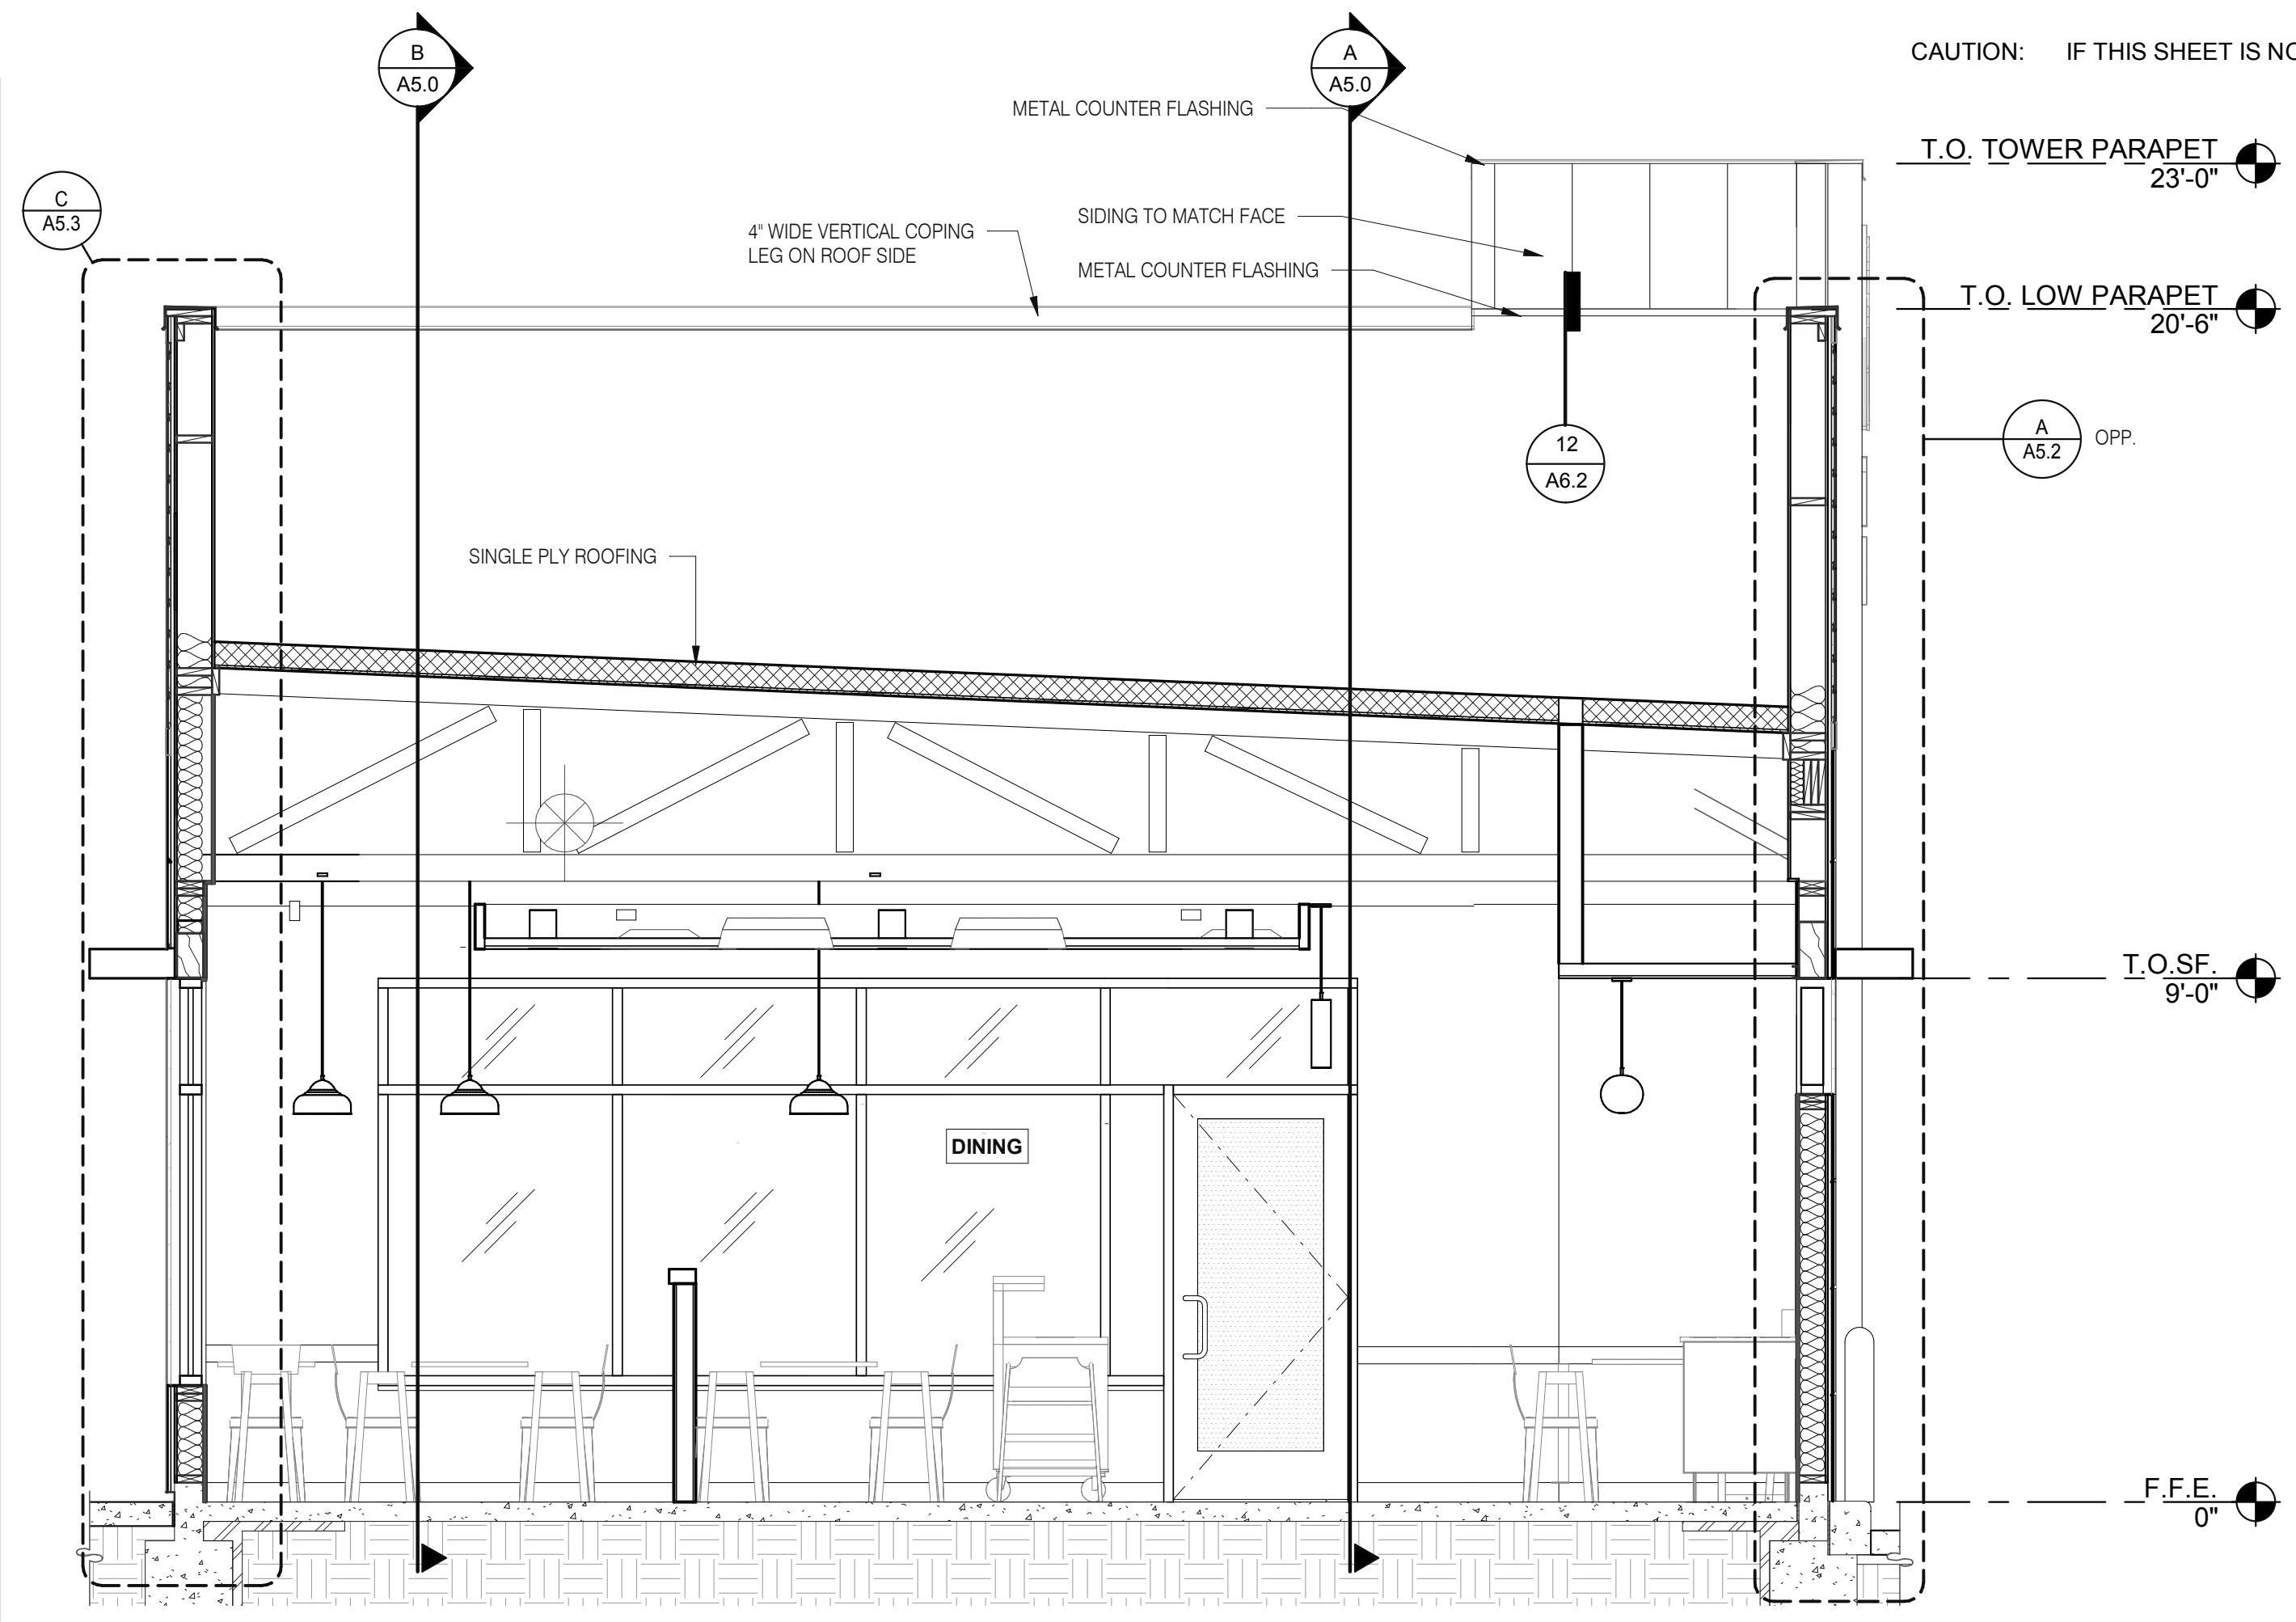 B
A5.0
A
A5.0
CAUTION: IF THIS SHEET IS NO
METAL COUNTER FLASHING
T.O. TOWER PARAPET
23'-0"
C
A5.3
4" WIDE VERTICAL COPING
LEG ON ROOF SIDE
SIDING TO MATCH FACE
METAL COUNTER FLASHING
T.O. LOW PARAPET
20'-6"
12
A6.2
A
A5.2
OPP.
SINGLE PLY ROOFING
T.O.SF.
9'-0"
DINING
F.F.E.
0"